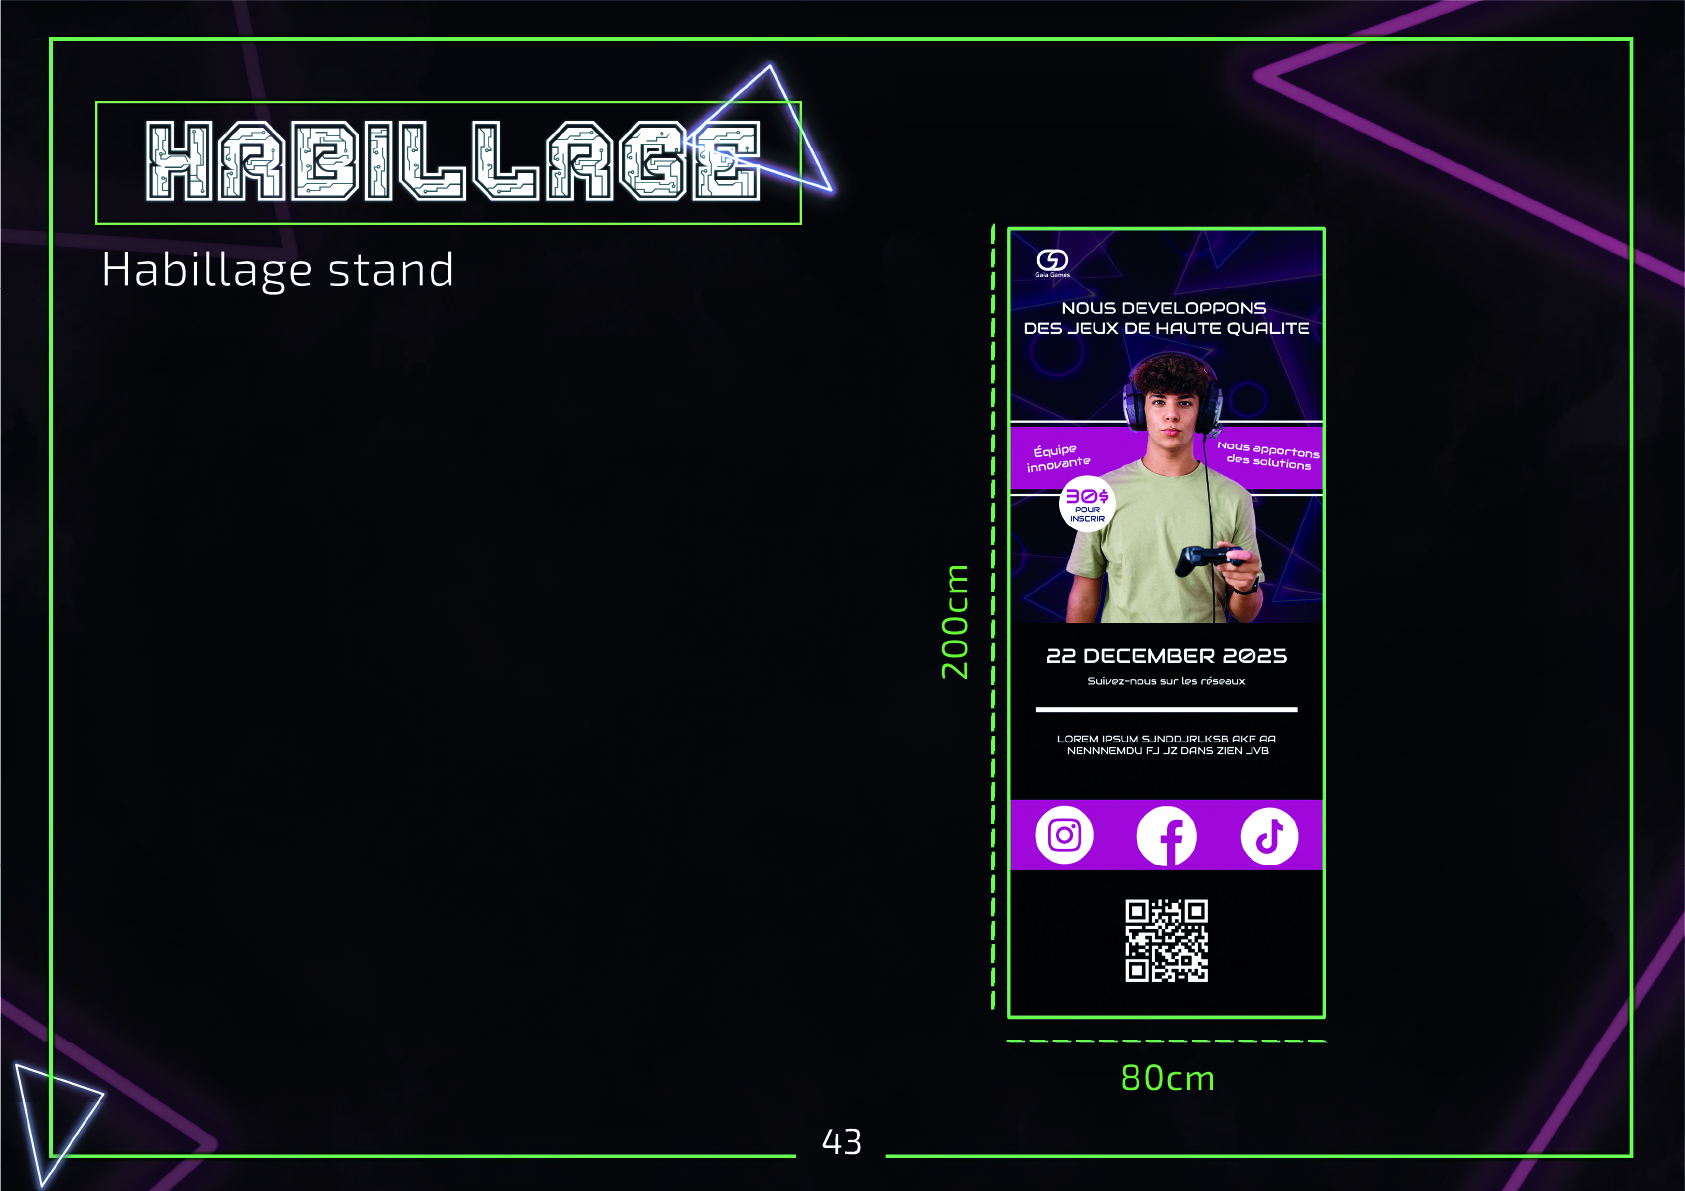 HABILLAGE
Habillage stand
Gaia Games
NOUS DEVELOPPONS
DES JEUX DE HAUTE QUALITE
Équipe
innovante
Nous apportons
des solutions
30$
POUR
INSCRIR
200cm
22 DECEMBER 2025
Suivez-nous sur les réseaux
LOREM IPSUM SJNDDJRLKSB AKF AA
NENNNEMDU FJ JZ DANS ZIEN JVB
80cm
43